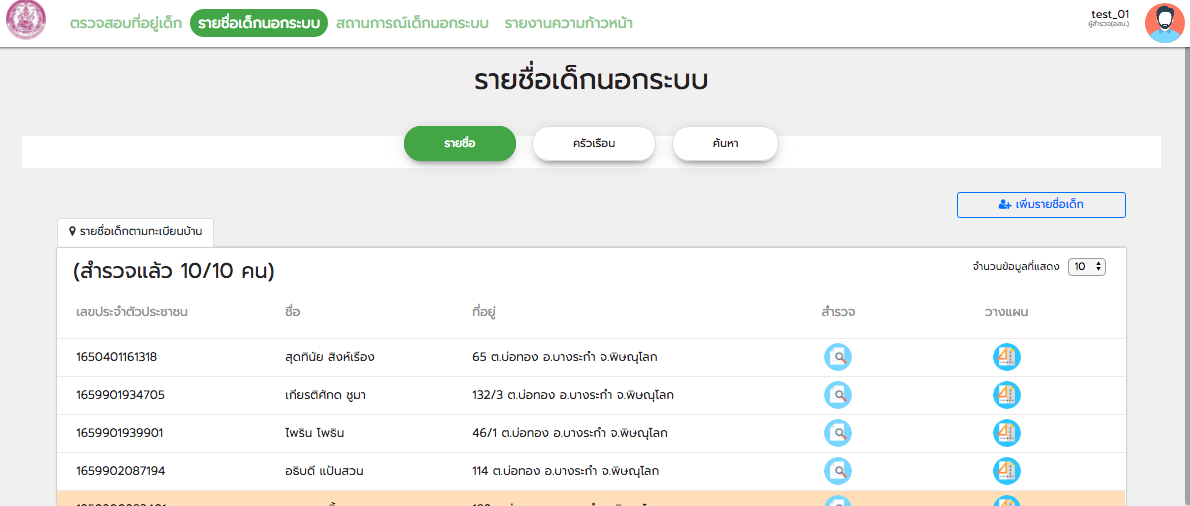 ตรวจสอบที่อยู่เด็ก รายชื่อเด็กนอกระบบ สถานการณ์เด็กนอกระบบ รายงานความก้าวหน้า
test_01
ผู้สำรวจ(อสม.)
รายชื่อเด็กนอกระบบ
รายชื่อ ครัวเรือน ค้นหา
เพิ่มรายชื่อเด็ก
รายชื่อเด็กตามทะเบียนบ้าน
(สำรวจแล้ว 10/10 คน) จำนวนข้อมูลที่แสดง 10
เลขประจำตัวประชาชน ชื่อ ที่อยู่ สำรวจ วางแผน
1650401161318 สุดทินัย สิงห์เรือง 65 ต.บ่อทอง อ.บางระกำ จ.พิษณุโลก
1659901934705 เกียรติศักด ชูมา 132/3 ต.บ่อทอง อ.บางระกำ จ.พิษณุโลก
1659901939901 ไพริน โพธิน 46/1 ต.บ่อทอง อ.บางระกำ จ.พิษณุโลก
1659902087194 อธิบดี แป้นสวน 114 ต.บ่อทอง อ.บางระกำ จ.พิษณุโลก